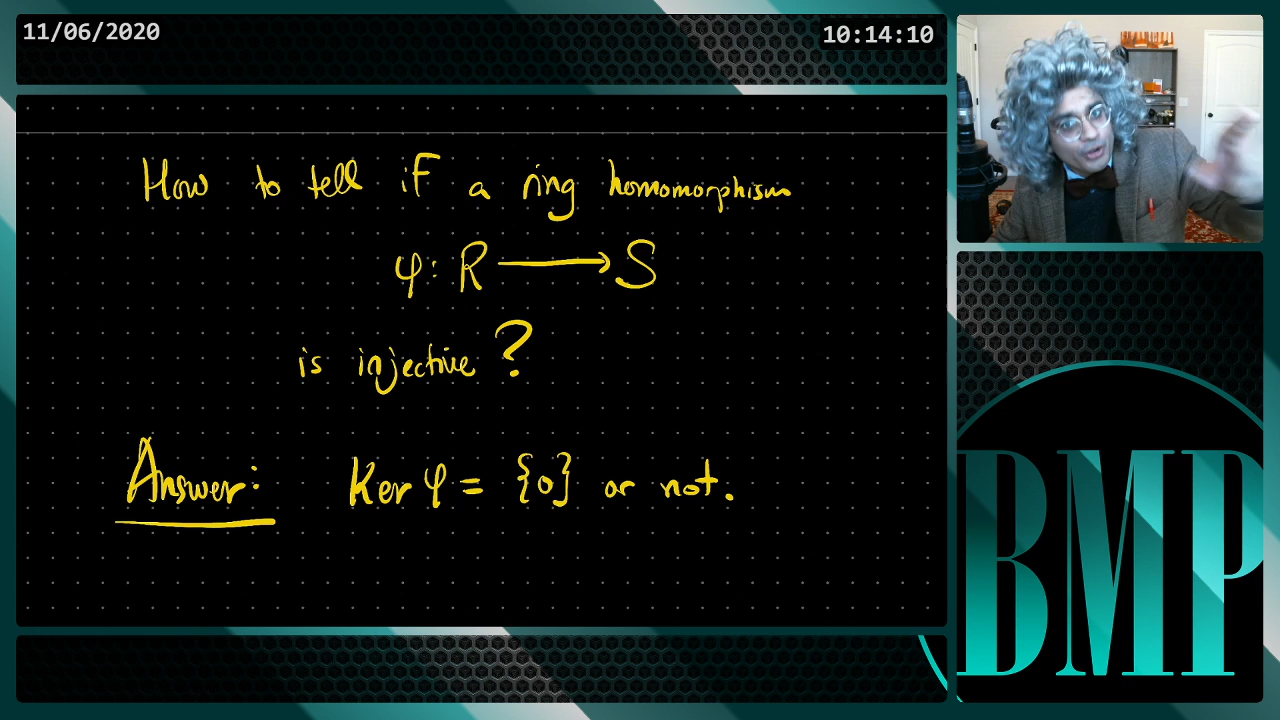 11/06/2020
10:14:10
How to tell if a ring homomorphism
φ: R ⟶ S
is injective ?
Answer: Ker φ = {0} or not.
BMP